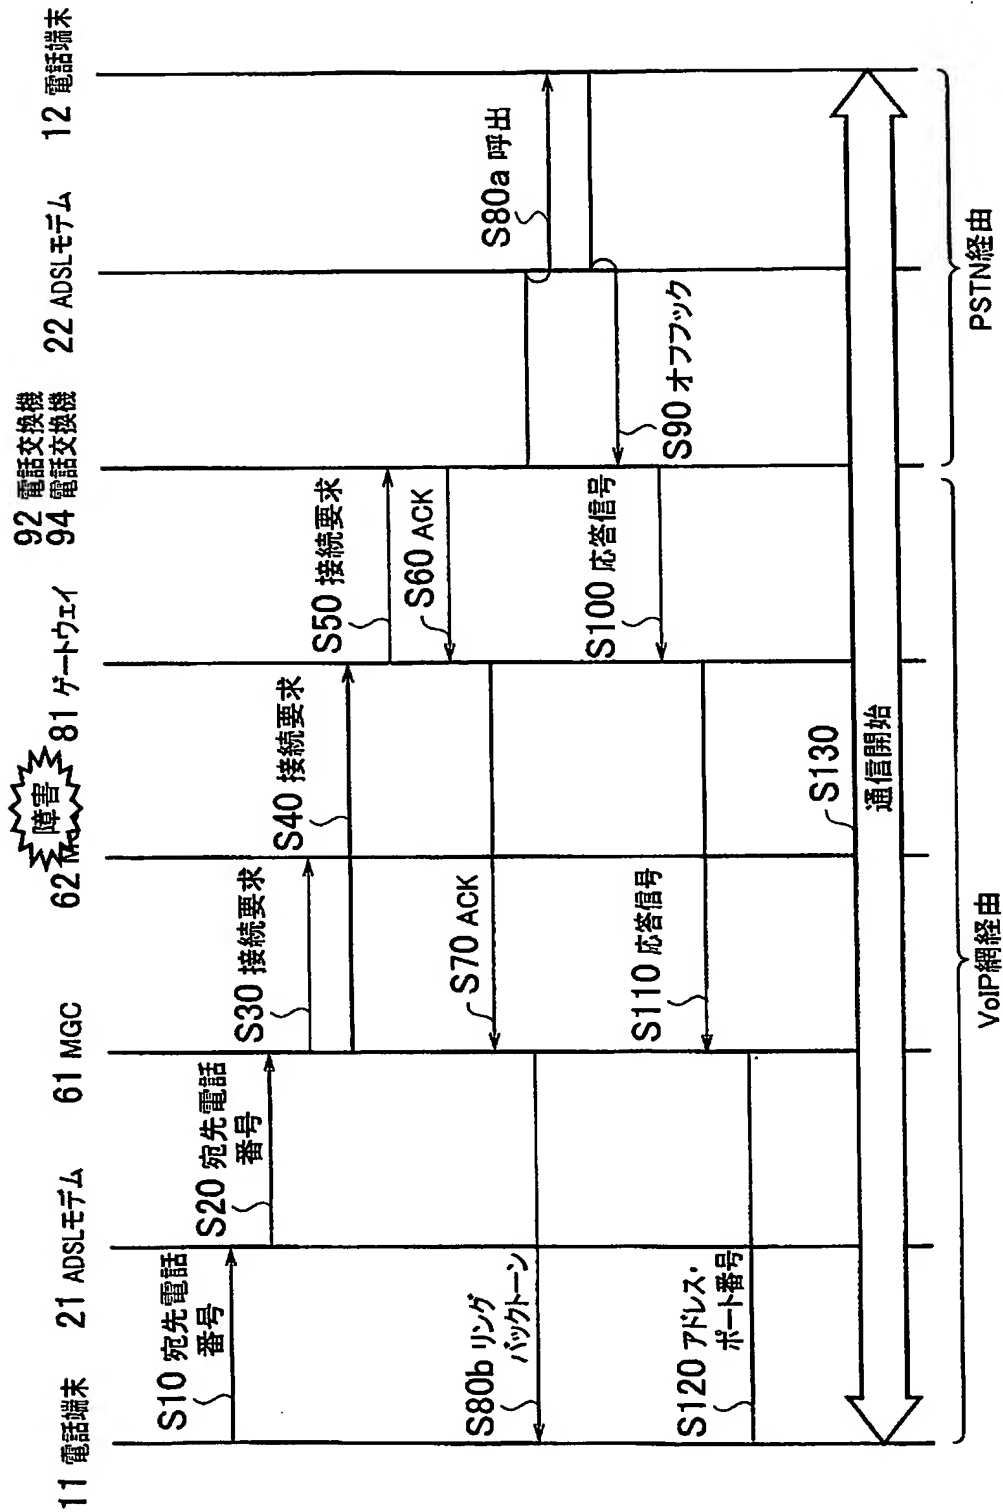 11 電話端末
21 ADSLモデム
61 MGC
62
障害
81 ゲートウェイ
92 電話交換機
94 電話交換機
22 ADSLモデム
12 電話端末
S10 宛先電話
番号
S20 宛先電話
番号
S30 接続要求
S40 接続要求
S50 接続要求
S60 ACK
S70 ACK
S80a 呼出
S80b リング
バックトーン
S90 オフフック
S100 応答信号
S110 応答信号
S120 アドレス・
ポート番号
S130
通信開始
VoIP網経由
PSTN経由